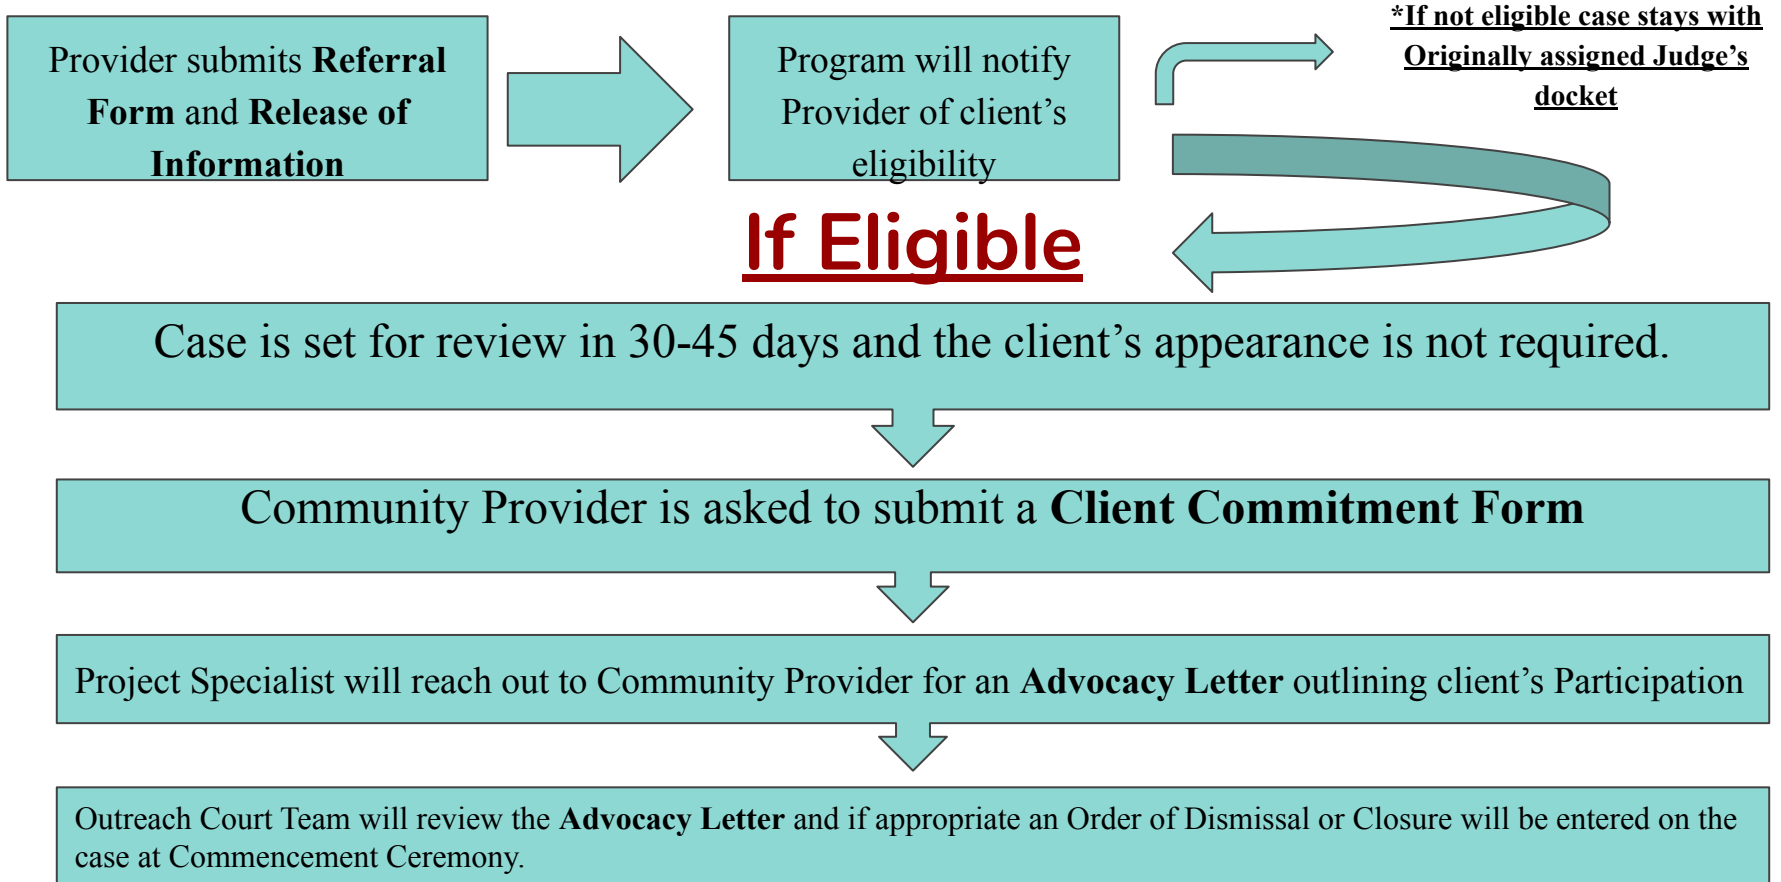 Provider submits Referral
Form and Release of
Information
Program will notify
Provider of client’s
eligibility
*If not eligible case stays with
Originally assigned Judge’s
docket
If Eligible
Case is set for review in 30-45 days and the client’s appearance is not required.
Community Provider is asked to submit a Client Commitment Form
Project Specialist will reach out to Community Provider for an Advocacy Letter outlining client’s Participation
Outreach Court Team will review the Advocacy Letter and if appropriate an Order of Dismissal or Closure will be entered on the
case at Commencement Ceremony.